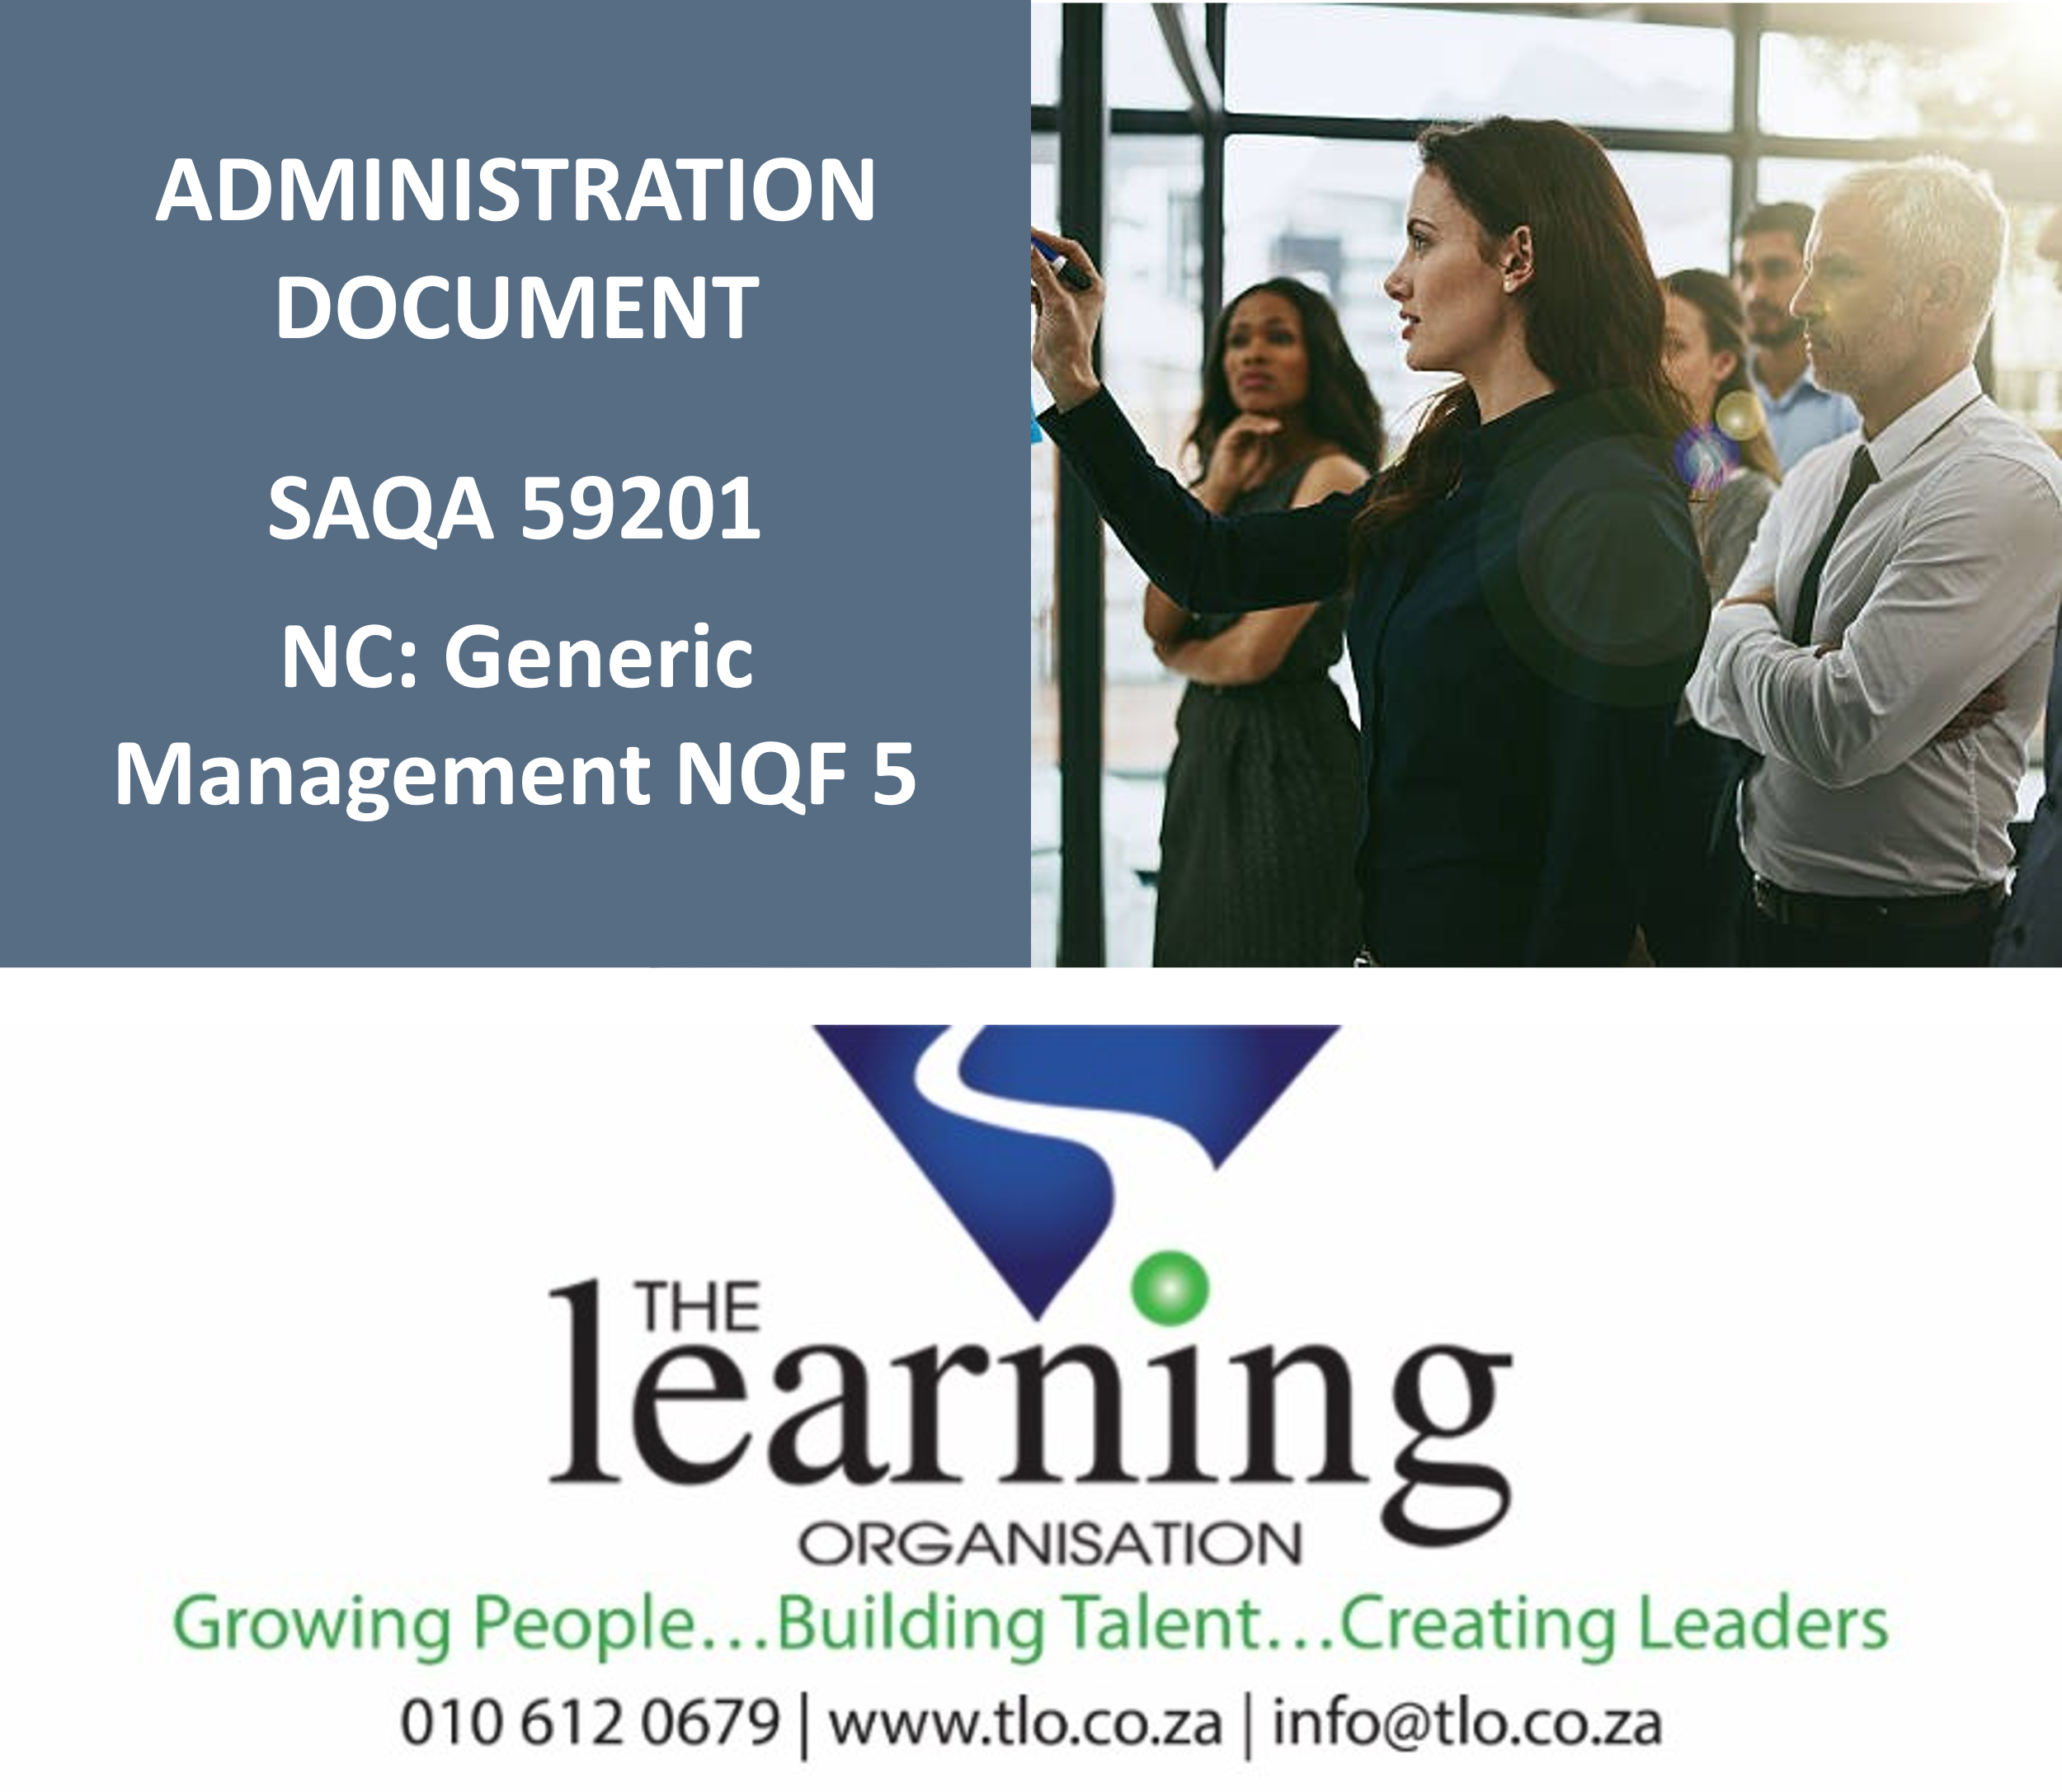 ADMINISTRATION
DOCUMENT
SAQA 59201
NC: Generic
Management NQF 5
THE
learning
ORGANISATION
Growing People...Building Talent...Creating Leaders
010 612 0679 | www.tlo.co.za | info@tlo.co.za